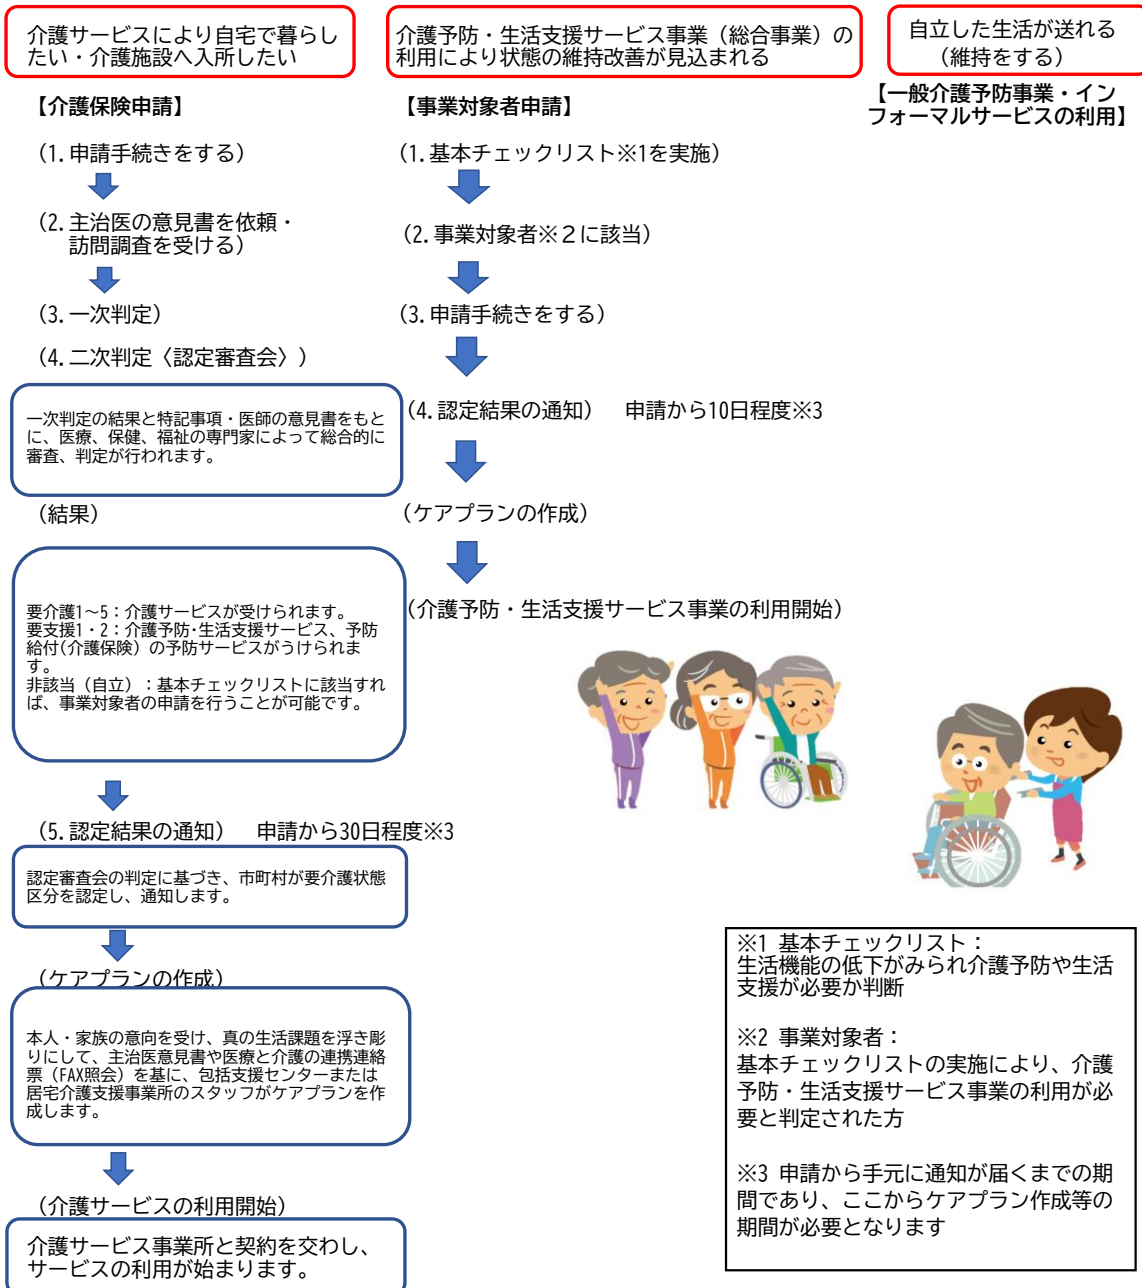 介護サービスにより自宅で暮らし
たい・介護施設へ入所したい
【介護保険申請】
(1.申請手続きをする)
(2.主治医の意見書を依頼・
訪問調査を受ける)
(3.一次判定)
(4.二次判定〈認定審査会〉)
一次判定の結果と特記事項・医師の意見書をもと
に、医療、保健、福祉の専門家によって総合的に
審査、判定が行われます。
(結果)
要介護1~5:介護サービスが受けられます。
要支援1・2:介護予防・生活支援サービス、予防
給付(介護保険)の予防サービスがうけられま
す。
非該当(自立):基本チェックリストに該当すれ
ば、事業対象者の申請を行うことが可能です。
(5.認定結果の通知) 申請から30日程度※3
認定審査会の判定に基づき、市町村が要介護状態
区分を認定し、通知します。
(ケアプランの作成)
本人・家族の意向を受け、真の生活課題を浮き彫
りにして、主治医意見書や医療と介護の連携連絡
票(FAX照会)を基に、包括支援センターまたは
居宅介護支援事業所のスタッフがケアプランを作
成します。
(介護サービスの利用開始)
介護サービス事業所と契約を交わし、
サービスの利用が始まります。
介護予防・生活支援サービス事業(総合事業)の
利用により状態の維持改善が見込まれる
【事業対象者申請】
(1.基本チェックリスト※1を実施)
(2.事業対象者※2に該当)
(3.申請手続きをする)
(4.認定結果の通知) 申請から10日程度※3
(ケアプランの作成)
(介護予防・生活支援サービス事業の利用開始)
自立した生活が送れる
(維持をする)
【一般介護予防事業・イン
フォーマルサービスの利用】
※1 基本チェックリスト:
生活機能の低下がみられ介護予防や生活
支援が必要か判断
※2 事業対象者:
基本チェックリストの実施により、介護
予防・生活支援サービス事業の利用が必
要と判定された方
※3 申請から手元に通知が届くまでの期
間であり、ここからケアプラン作成等の
期間が必要となります